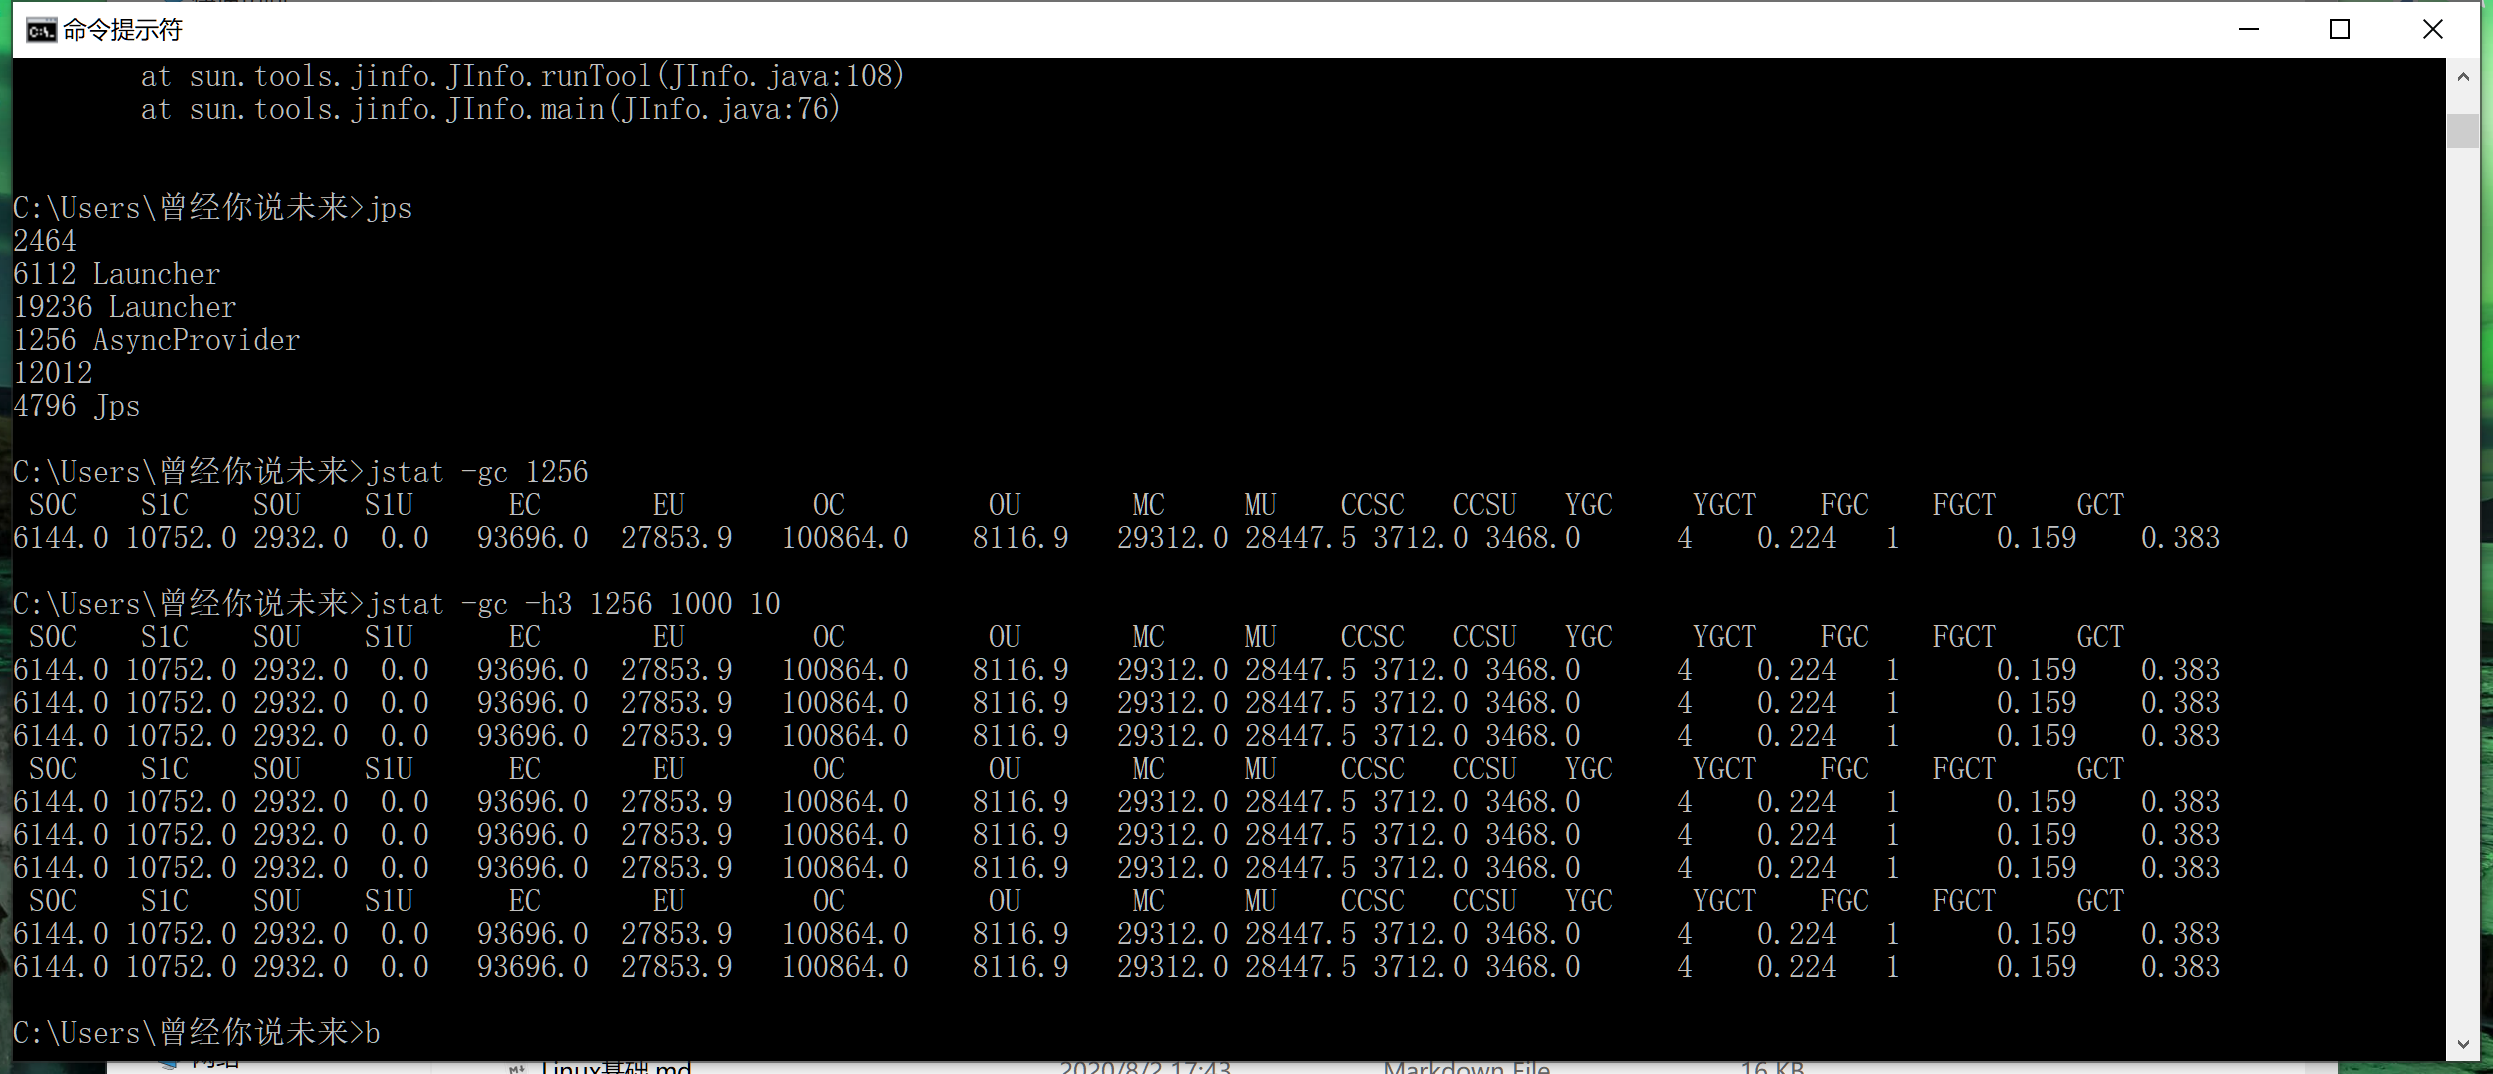 命令提示符
at sun.tools.jinfo.JInfo.runTool(JInfo.java:108)
at sun.tools.jinfo.JInfo.main(JInfo.java:76)
C:\Users\曾经你说未来>jps
2464
6112 Launcher
19236 Launcher
1256 AsyncProvider
12012
4796 Jps
C:\Users\曾经你说未来>jstat -gc 1256
S0C S1C S0U S1U EC EU OC OU MC MU CCSC CCSU YGC YGCT FGC FGCT GCT
6144.0 10752.0 2932.0 0.0 93696.0 27853.9 100864.0 8116.9 29312.0 28447.5 3712.0 3468.0 4 0.224 1 0.159 0.383
C:\Users\曾经你说未来>jstat -gc -h3 1256 1000 10
S0C S1C S0U S1U EC EU OC OU MC MU CCSC CCSU YGC YGCT FGC FGCT GCT
6144.0 10752.0 2932.0 0.0 93696.0 27853.9 100864.0 8116.9 29312.0 28447.5 3712.0 3468.0 4 0.224 1 0.159 0.383
6144.0 10752.0 2932.0 0.0 93696.0 27853.9 100864.0 8116.9 29312.0 28447.5 3712.0 3468.0 4 0.224 1 0.159 0.383
6144.0 10752.0 2932.0 0.0 93696.0 27853.9 100864.0 8116.9 29312.0 28447.5 3712.0 3468.0 4 0.224 1 0.159 0.383
S0C S1C S0U S1U EC EU OC OU MC MU CCSC CCSU YGC YGCT FGC FGCT GCT
6144.0 10752.0 2932.0 0.0 93696.0 27853.9 100864.0 8116.9 29312.0 28447.5 3712.0 3468.0 4 0.224 1 0.159 0.383
6144.0 10752.0 2932.0 0.0 93696.0 27853.9 100864.0 8116.9 29312.0 28447.5 3712.0 3468.0 4 0.224 1 0.159 0.383
6144.0 10752.0 2932.0 0.0 93696.0 27853.9 100864.0 8116.9 29312.0 28447.5 3712.0 3468.0 4 0.224 1 0.159 0.383
S0C S1C S0U S1U EC EU OC OU MC MU CCSC CCSU YGC YGCT FGC FGCT GCT
6144.0 10752.0 2932.0 0.0 93696.0 27853.9 100864.0 8116.9 29312.0 28447.5 3712.0 3468.0 4 0.224 1 0.159 0.383
6144.0 10752.0 2932.0 0.0 93696.0 27853.9 100864.0 8116.9 29312.0 28447.5 3712.0 3468.0 4 0.224 1 0.159 0.383
C:\Users\曾经你说未来>b
网络 Linux基础.md 2020/8/2 17:43 Markdown File 16 KB